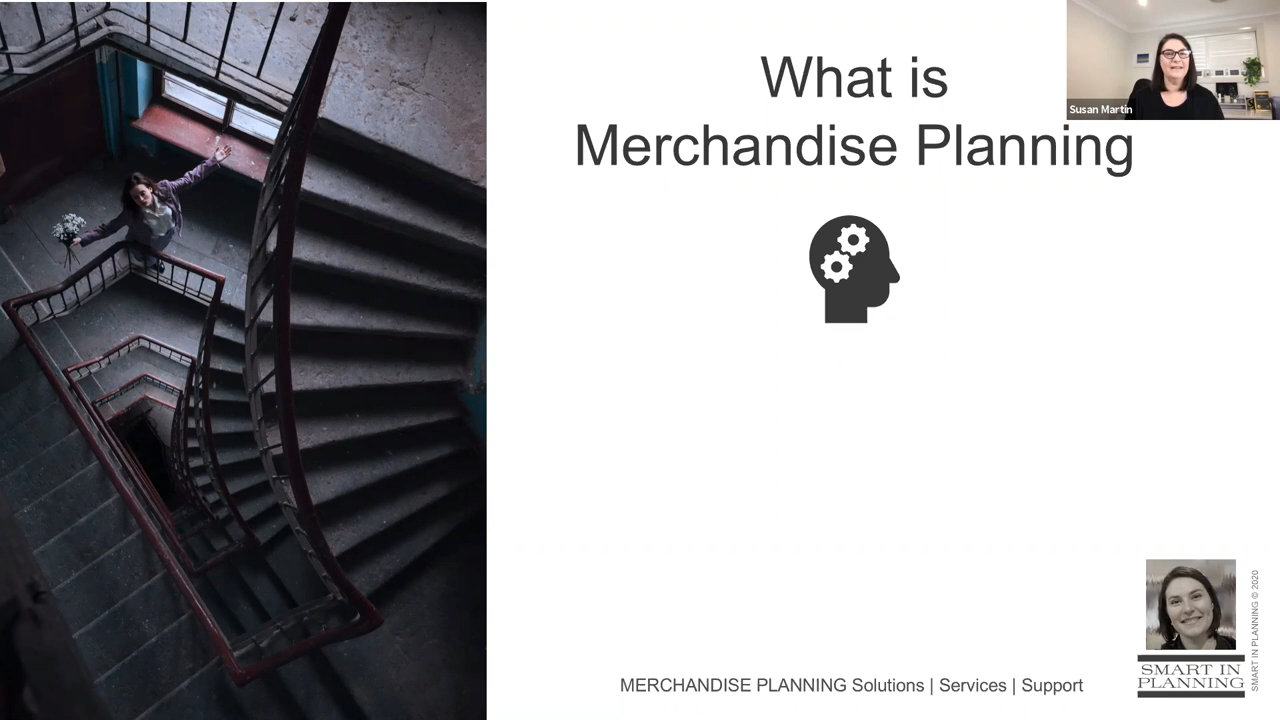 What is
Merchandise Planning
Susan Martin
MERCHANDISE PLANNING Solutions | Services | Support
SMART IN
PLANNING
SMART IN PLANNING © 2020